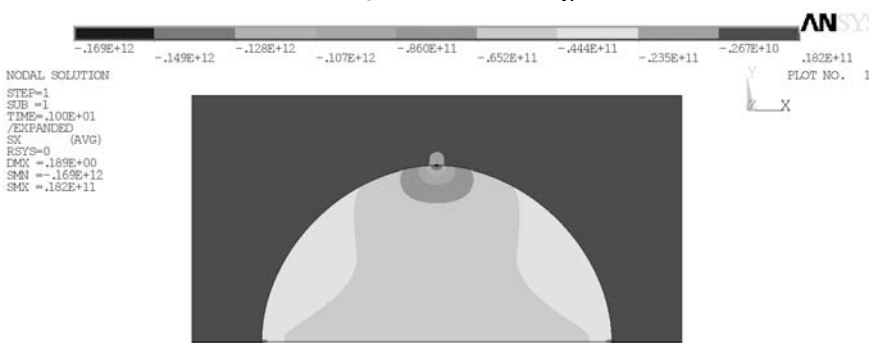 ANSYS
-.169E+12 -.128E+12 -.860E+11 -.444E+11 -.267E+10
-.149E+12 -.107E+12 -.652E+11 -.235E+11 .182E+11
NODAL SOLUTION
PLOT NO. 1
STEP=1
SUB =1
TIME=.100E+01
/EXPANDED
SX (AVG)
RSYS=0
DMX =.189E+00
SMN =-.169E+12
SMX =.182E+11
Y
Z X